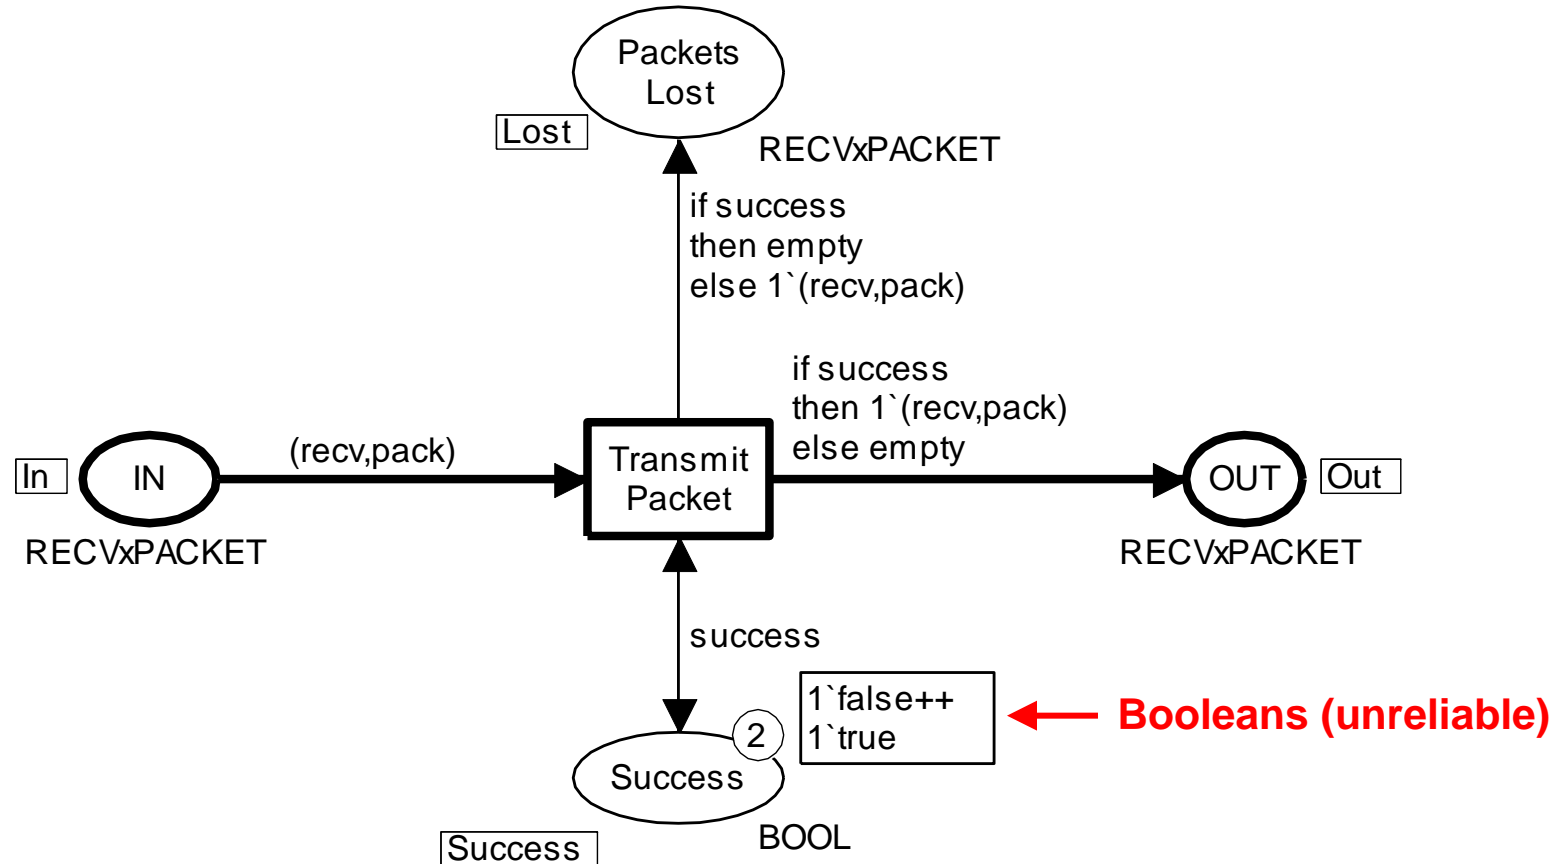 Packets
Lost
Lost
RECVxPACKET
if success
then empty
else 1`(recv,pack)
if success
then 1`(recv,pack)
else empty
(recv,pack)
In
IN
Transmit
Packet
OUT
Out
RECVxPACKET
RECVxPACKET
success
1`false++
1`true
Booleans (unreliable)
2
Success
BOOL
Success